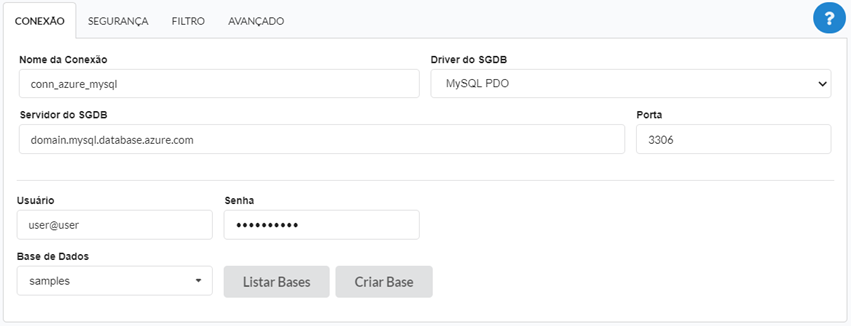 CONEXÃO SEGURANÇA FILTRO AVANÇADO ?
Nome da Conexão Driver do SGDB
conn_azure_mysql MySQL PDO
Servidor do SGDB Porta
domain.mysql.database.azure.com 3306
Usuário Senha
user@user ••••••••••
Base de Dados
samples Listar Bases Criar Base